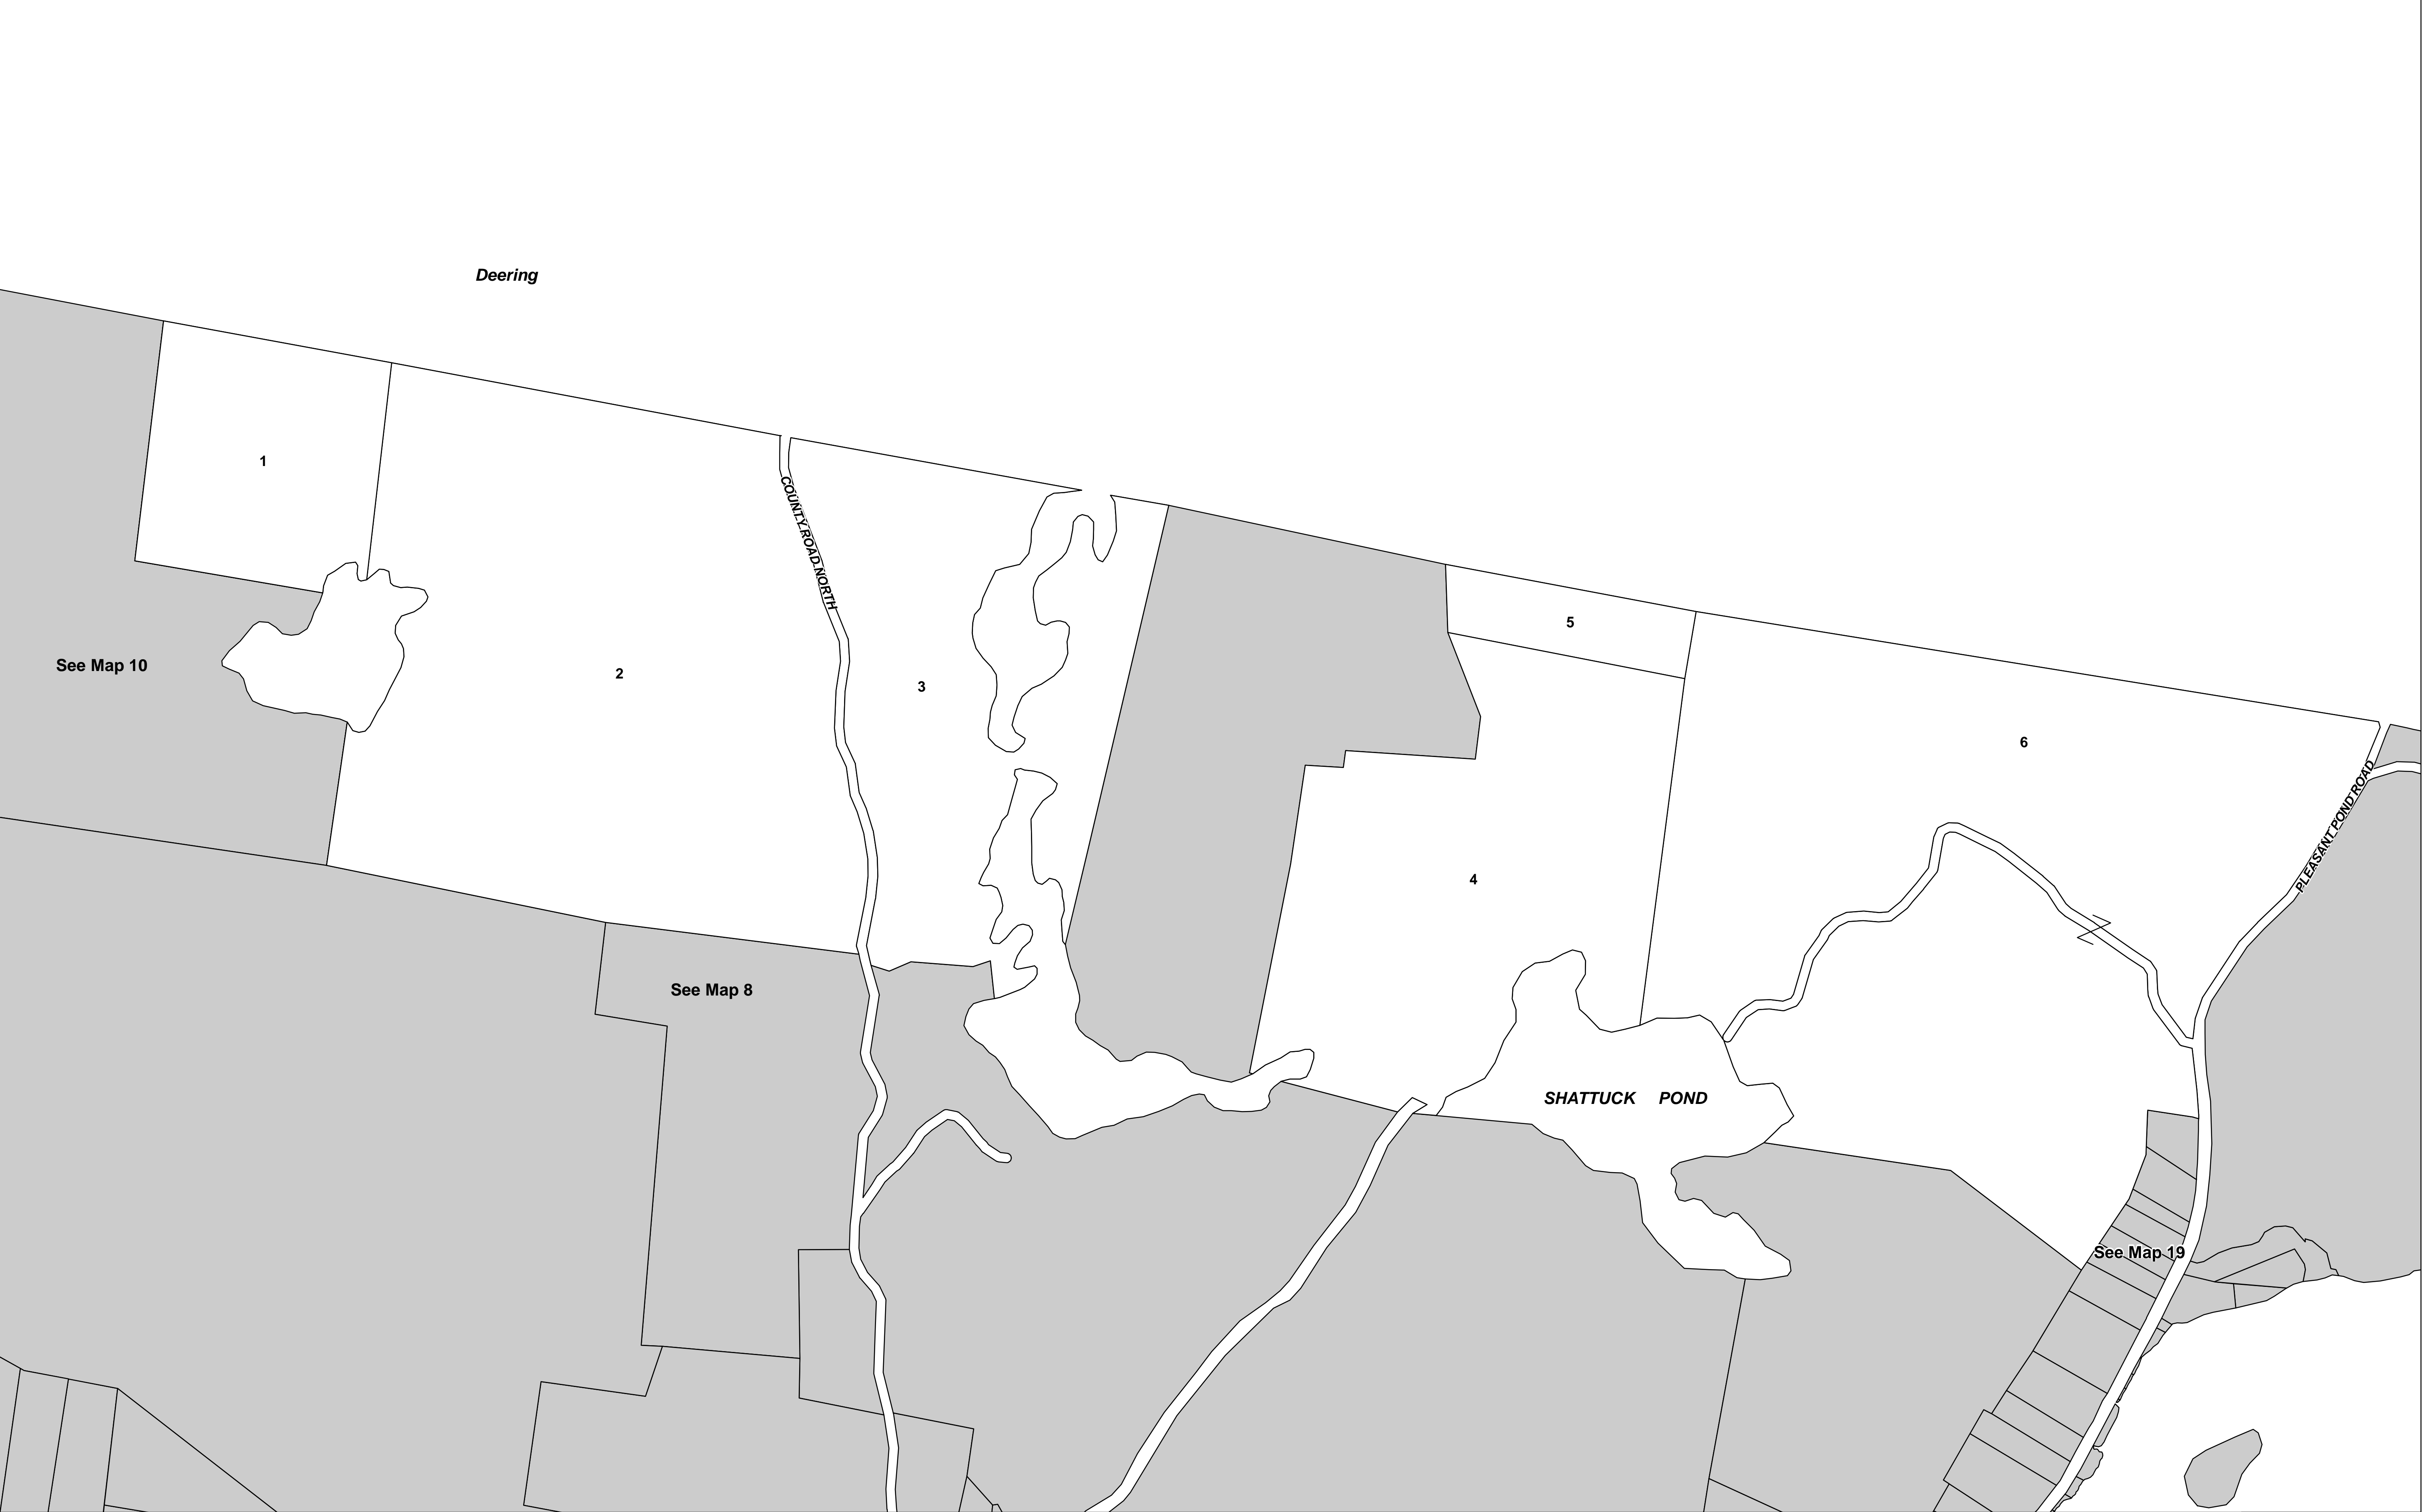 Deering
1
COUNTY ROAD NORTH
5
See Map 10
2
3
6
PLEASANT POND ROAD
4
See Map 8
SHATTUCK POND
See Map 19